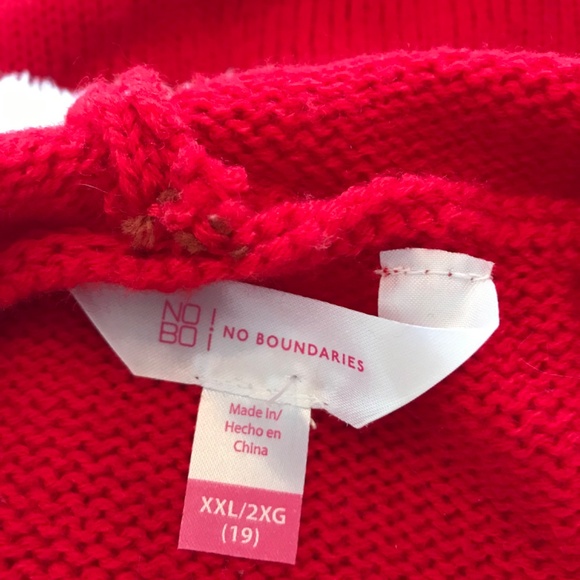 NO!
BO¡
NO BOUNDARIES
Made In/
Hecho en
China
XXL/2XG
(19)